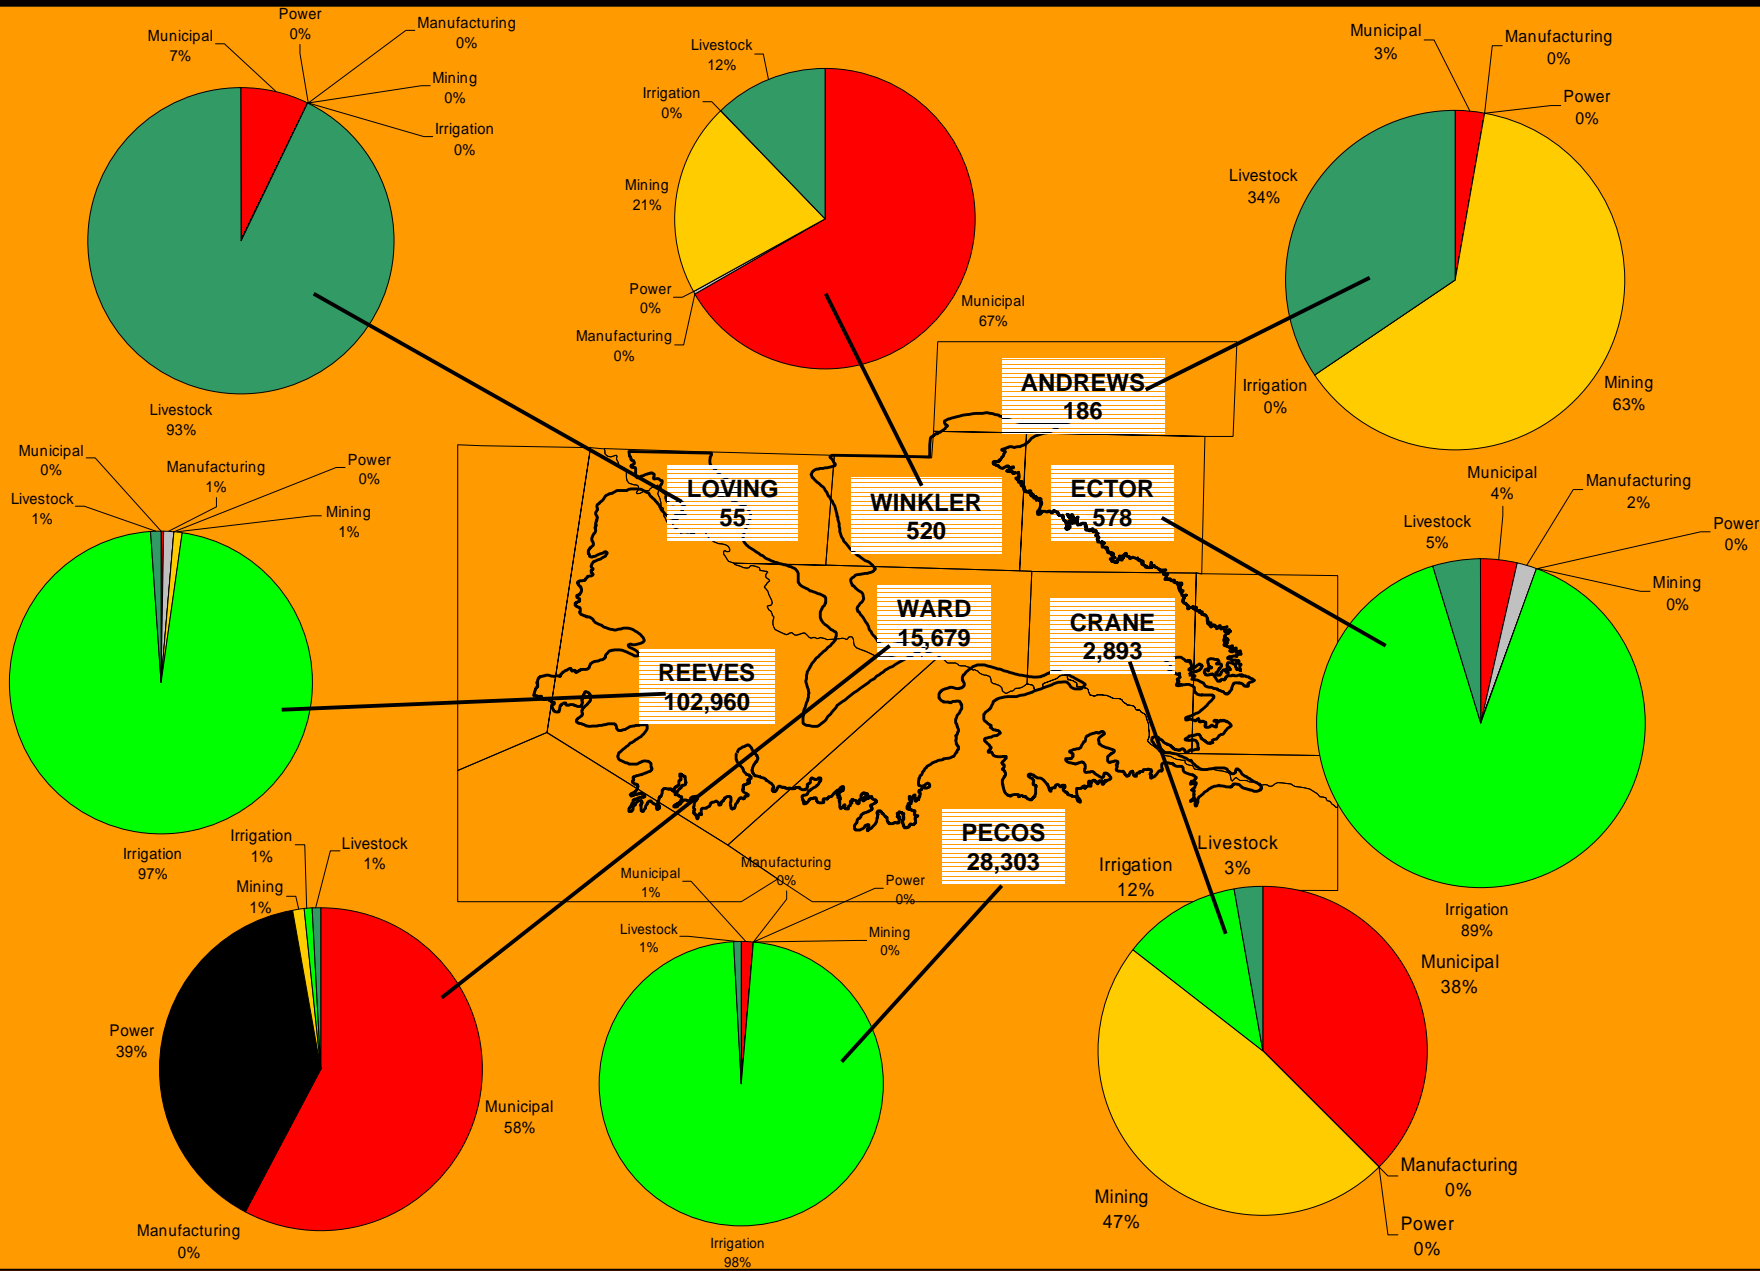 Power
0%
Manufacturing
0%
Municipal
7%
Mining
0%
Irrigation
0%
Livestock
93%
Livestock
12%
Irrigation
0%
Mining
21%
Power
0%
Manufacturing
0%
Municipal
67%
Municipal
3%
Manufacturing
0%
Power
0%
Livestock
34%
Irrigation
0%
Mining
63%
ANDREWS
186
LOVING
55
WINKLER
520
ECTOR
578
WARD
15,679
CRANE
2,893
REEVES
102,960
PECOS
28,303
Municipal
0%
Manufacturing
1%
Power
0%
Livestock
1%
Mining
1%
Irrigation
97%
Municipal
4%
Manufacturing
2%
Livestock
5%
Power
0%
Mining
0%
Irrigation
89%
Irrigation
1%
Livestock
1%
Mining
1%
Power
39%
Municipal
58%
Manufacturing
0%
Municipal
1%
Manufacturing
0%
Power
0%
Livestock
1%
Mining
0%
Irrigation
98%
Livestock
3%
Irrigation
12%
Municipal
38%
Manufacturing
0%
Mining
47%
Power
0%